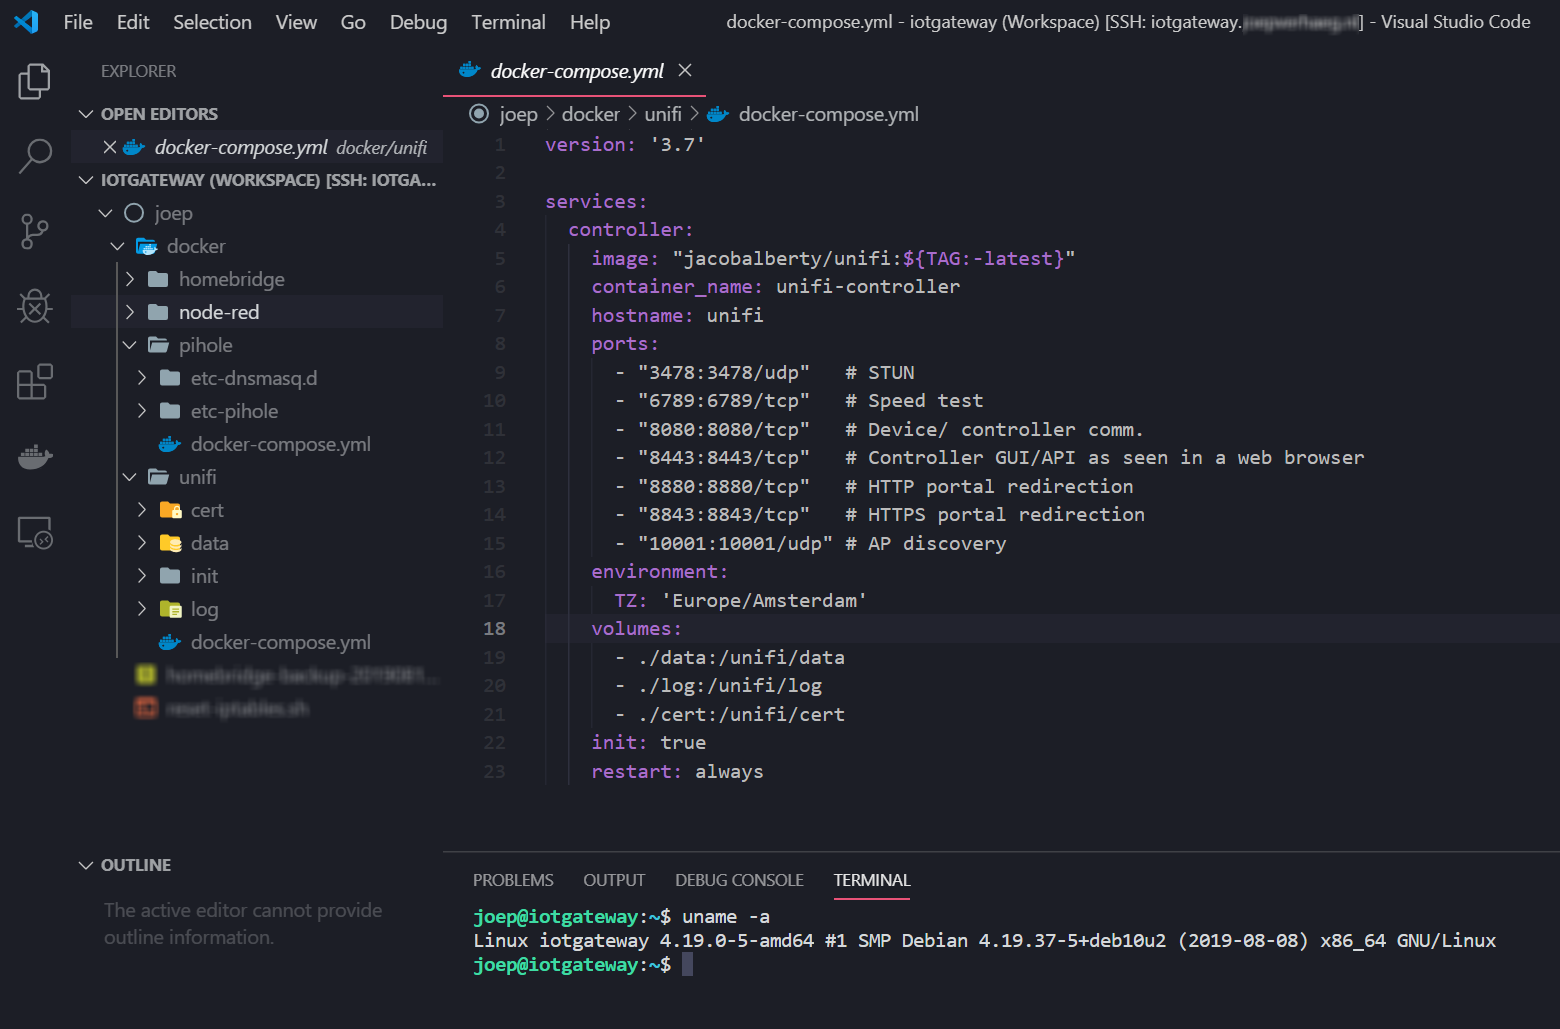 File Edit Selection View Go Debug Terminal Help docker-compose.yml - iotgateway (Workspace) [SSH: iotgateway.] - Visual Studio Code
EXPLORER
OPEN EDITORS
docker-compose.yml docker/unifi
IOTGATEWAY (WORKSPACE) [SSH: IOTGA...
joep
docker
homebridge
node-red
pihole
etc-dnsmasq.d
etc-pihole
docker-compose.yml
unifi
cert
data
init
log
docker-compose.yml
OUTLINE
The active editor cannot provide
outline information.
docker-compose.yml
joep > docker > unifi > docker-compose.yml
1 version: '3.7'
2
3 services:
4 controller:
5 image: "jacobalberty/unifi:${TAG:-latest}"
6 container_name: unifi-controller
7 hostname: unifi
8 ports:
9 - "3478:3478/udp" # STUN
10 - "6789:6789/tcp" # Speed test
11 - "8080:8080/tcp" # Device/ controller comm.
12 - "8443:8443/tcp" # Controller GUI/API as seen in a web browser
13 - "8880:8880/tcp" # HTTP portal redirection
14 - "8843:8843/tcp" # HTTPS portal redirection
15 - "10001:10001/udp" # AP discovery
16 environment:
17 TZ: 'Europe/Amsterdam'
18 volumes:
19 - ./data:/unifi/data
20 - ./log:/unifi/log
21 - ./cert:/unifi/cert
22 init: true
23 restart: always
PROBLEMS OUTPUT DEBUG CONSOLE TERMINAL
joep@iotgateway:~$ uname -a
Linux iotgateway 4.19.0-5-amd64 #1 SMP Debian 4.19.37-5+deb10u2 (2019-08-08) x86_64 GNU/Linux
joep@iotgateway:~$